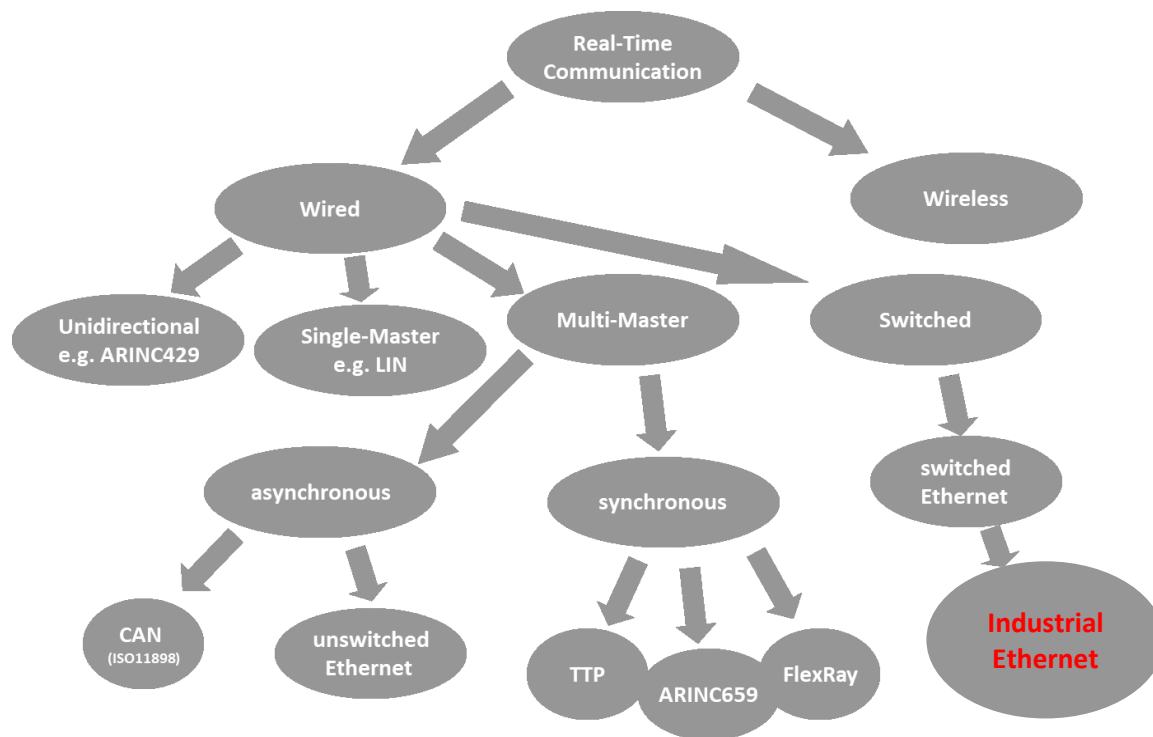 Real-Time
Communication
Wired
Wireless
Unidirectional
e.g. ARINC429
Single-Master
e.g. LIN
Multi-Master
Switched
asynchronous
synchronous
switched
Ethernet
CAN
(ISO11898)
unswitched
Ethernet
TTP
ARINC659
FlexRay
Industrial
Ethernet